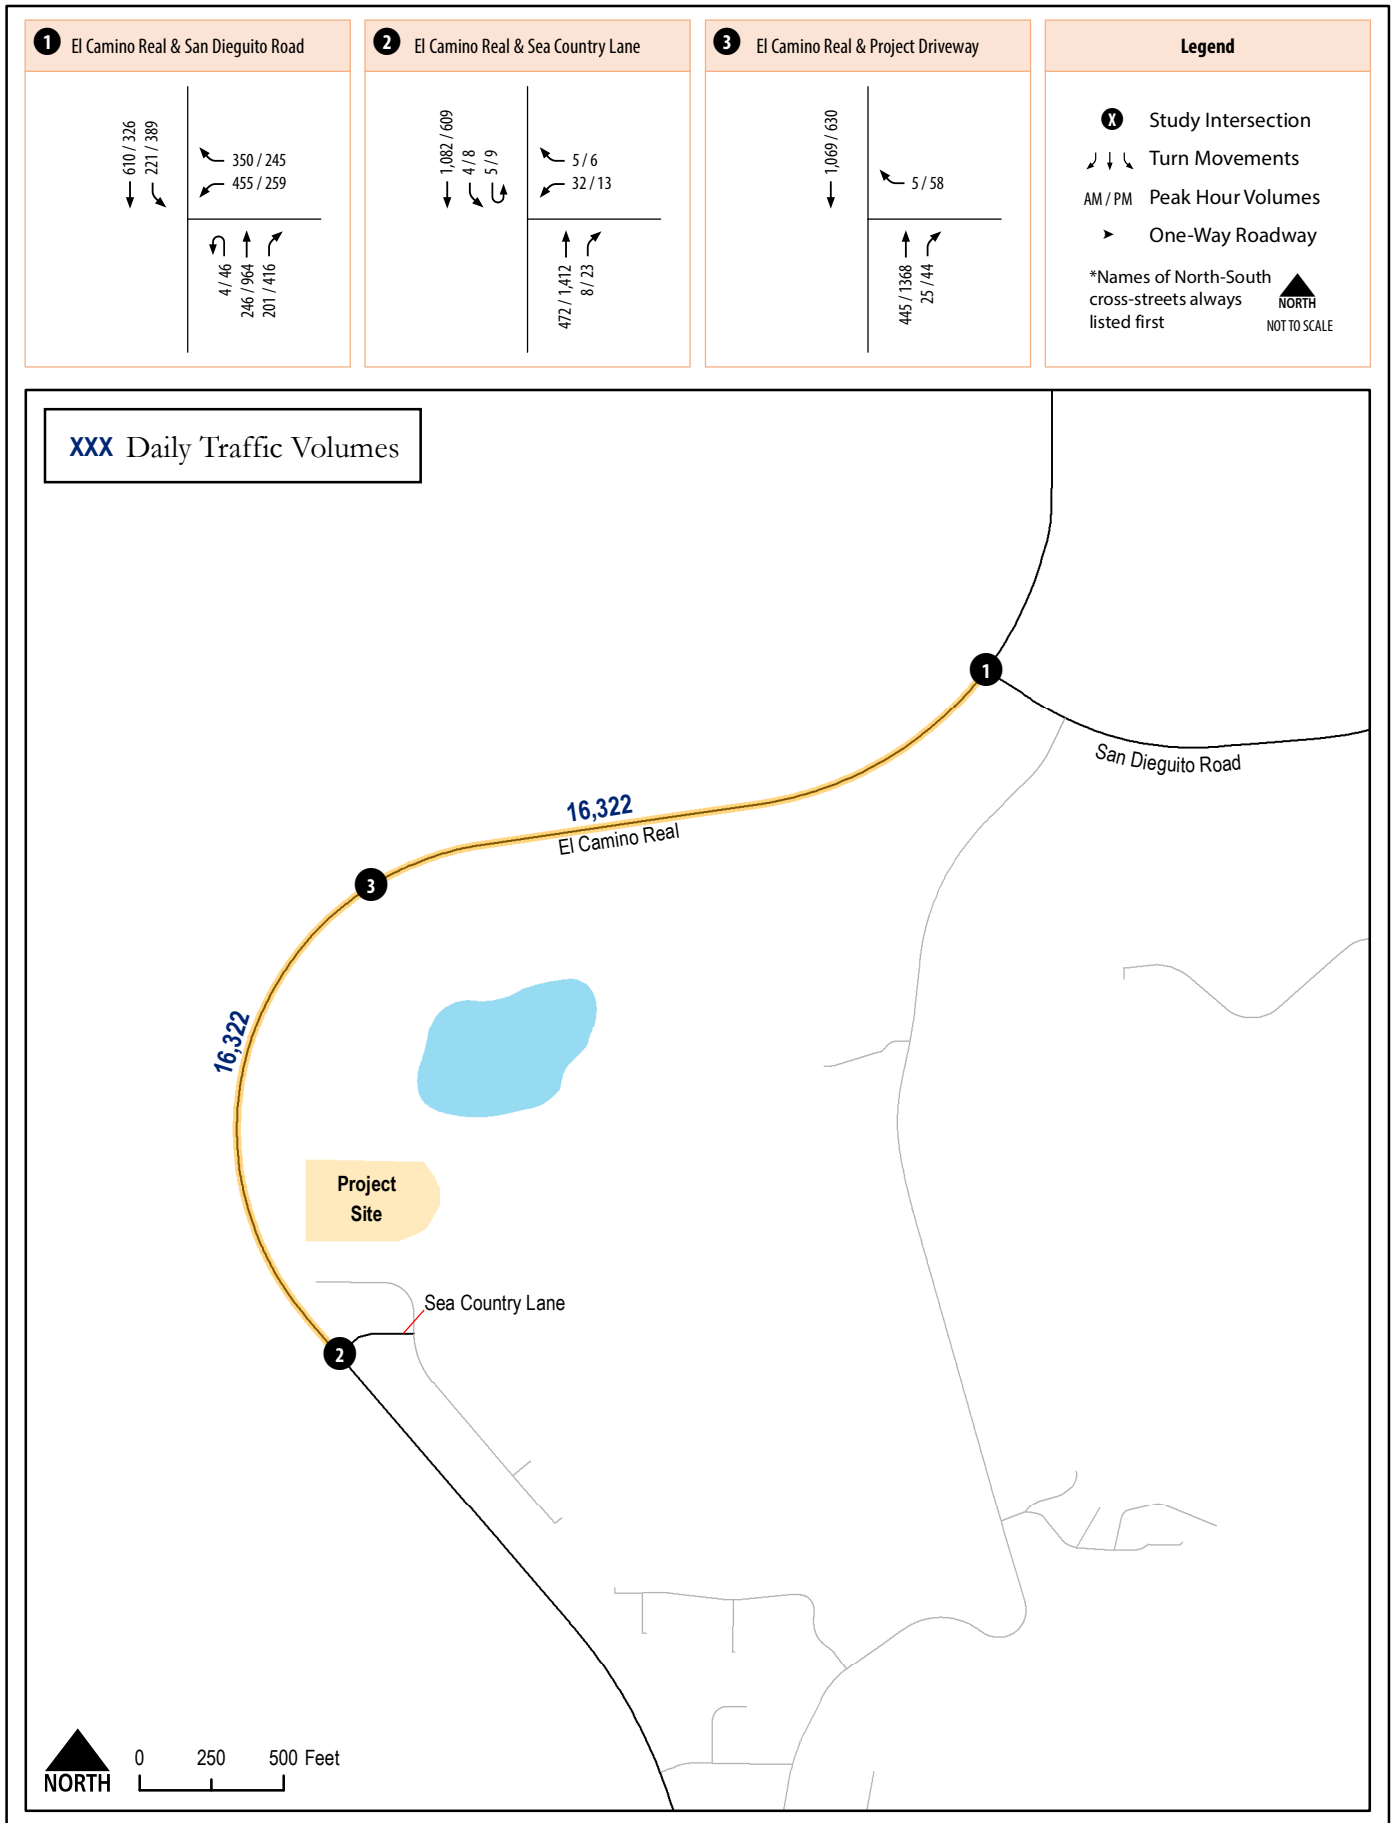 1 El Camino Real & San Dieguito Road
610 / 326
221 / 389
350 / 245
455 / 259
4 / 46
246 / 964
201 / 416
2 El Camino Real & Sea Country Lane
1,082 / 609
4 / 8
5 / 9
5 / 6
32 / 13
472 / 1,412
8 / 23
3 El Camino Real & Project Driveway
1,069 / 630
5 / 58
445 / 1368
25 / 44
Legend
X Study Intersection
Turn Movements
AM / PM Peak Hour Volumes
One-Way Roadway
*Names of North-South
cross-streets always
listed first
NORTH
NOT TO SCALE
XXX Daily Traffic Volumes
1
San Dieguito Road
16,322
El Camino Real
3
16,322
Project
Site
Sea Country Lane
2
NORTH
0 250 500 Feet